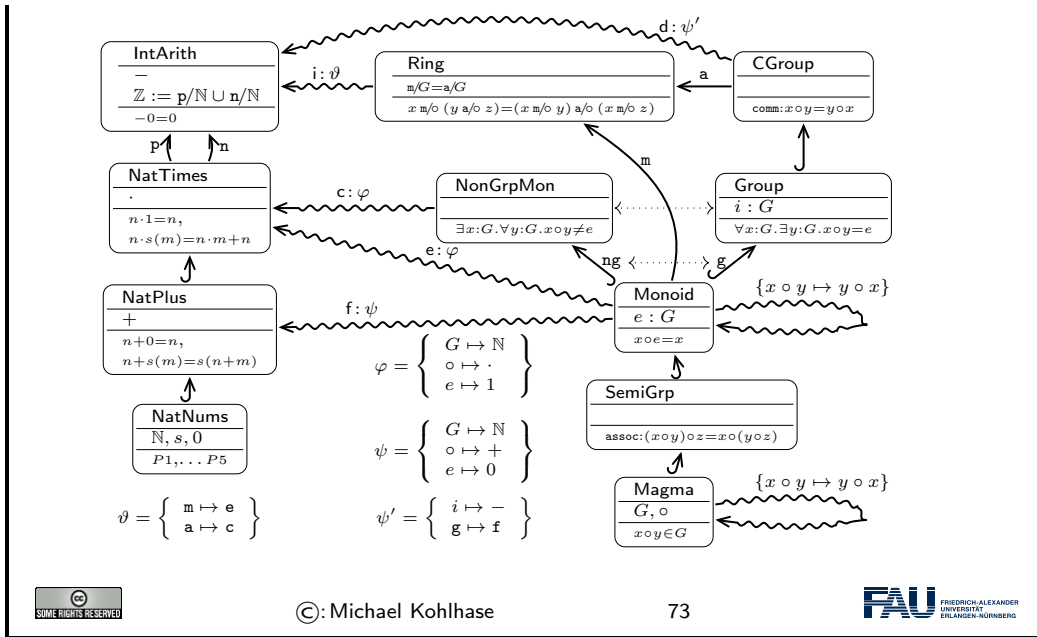 d: ψ′
IntArith
−
ℤ := p/ℕ ∪ n/ℕ
−0=0
i: ϑ
Ring
m/G=a/G
x m/∘ (y a/∘ z)=(x m/∘ y) a/∘ (x m/∘ z)
a
CGroup
comm:x∘y=y∘x
p
n
m
NatTimes
·
n·1=n,
n·s(m)=n·m+n
c: φ
NonGrpMon
∃x:G.∀y:G.x∘y≠e
Group
i : G
∀x:G.∃y:G.x∘y=e
e: φ
ng
g
NatPlus
+
n+0=n,
n+s(m)=s(n+m)
f: ψ
Monoid
e : G
x∘e=x
{x ∘ y ↦ y ∘ x}
φ = { G ↦ ℕ
∘ ↦ ·
e ↦ 1 }
NatNums
ℕ, s, 0
P1, . . . P5
SemiGrp
assoc:(x∘y)∘z=x∘(y∘z)
ψ = { G ↦ ℕ
∘ ↦ +
e ↦ 0 }
Magma
G, ∘
x∘y∈G
{x ∘ y ↦ y ∘ x}
ϑ = { m ↦ e
a ↦ c }
ψ′ = { i ↦ −
g ↦ f }
cc
SOME RIGHTS RESERVED
©: Michael Kohlhase
73
FAU
FRIEDRICH-ALEXANDER
UNIVERSITÄT
ERLANGEN-NÜRNBERG